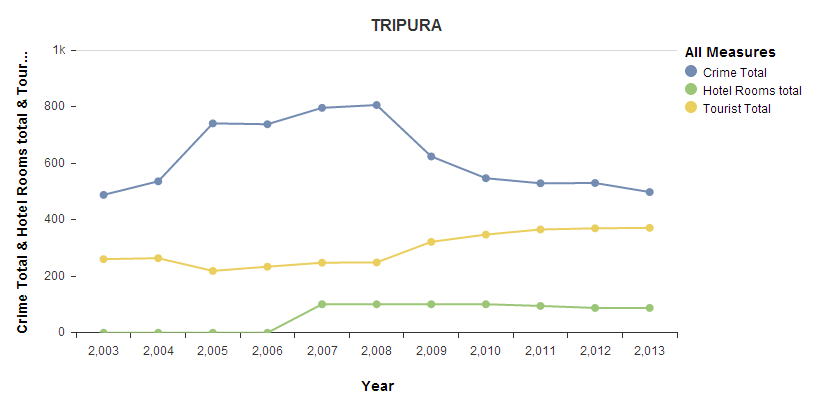 TRIPURA
Crime Total & Hotel Rooms total & Tour...
1k
800
600
400
200
0
2,003 2,004 2,005 2,006 2,007 2,008 2,009 2,010 2,011 2,012 2,013
Year
All Measures
Crime Total
Hotel Rooms total
Tourist Total